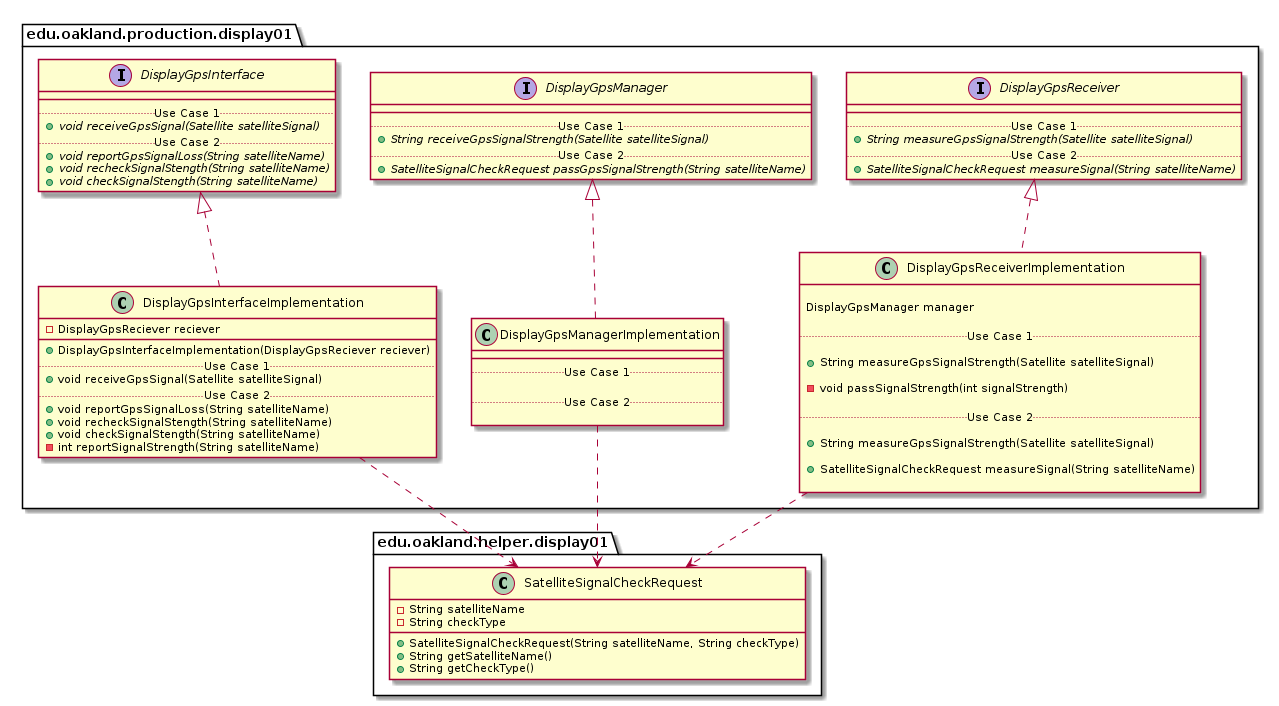 edu.oakland.production.display01
I DisplayGpsInterface
Use Case 1
void receiveGpsSignal(Satellite satelliteSignal)
Use Case 2
void reportGpsSignalLoss(String satelliteName)
void recheckSignalStength(String satelliteName)
void checkSignalStength(String satelliteName)
I DisplayGpsManager
Use Case 1
String receiveGpsSignalStrength(Satellite satelliteSignal)
Use Case 2
SatelliteSignalCheckRequest passGpsSignalStrength(String satelliteName)
I DisplayGpsReceiver
Use Case 1
String measureGpsSignalStrength(Satellite satelliteSignal)
Use Case 2
SatelliteSignalCheckRequest measureSignal(String satelliteName)
C DisplayGpsInterfaceImplementation
DisplayGpsReciever reciever
DisplayGpsInterfaceImplementation(DisplayGpsReciever reciever)
Use Case 1
void receiveGpsSignal(Satellite satelliteSignal)
Use Case 2
void reportGpsSignalLoss(String satelliteName)
void recheckSignalStength(String satelliteName)
void checkSignalStength(String satelliteName)
int reportSignalStrength(String satelliteName)
C DisplayGpsManagerImplementation
Use Case 1
Use Case 2
C DisplayGpsReceiverImplementation
DisplayGpsManager manager
Use Case 1
String measureGpsSignalStrength(Satellite satelliteSignal)
void passSignalStrength(int signalStrength)
Use Case 2
String measureGpsSignalStrength(Satellite satelliteSignal)
SatelliteSignalCheckRequest measureSignal(String satelliteName)
edu.oakland.helper.display01
C SatelliteSignalCheckRequest
String satelliteName
String checkType
SatelliteSignalCheckRequest(String satelliteName, String checkType)
String getSatelliteName()
String getCheckType()